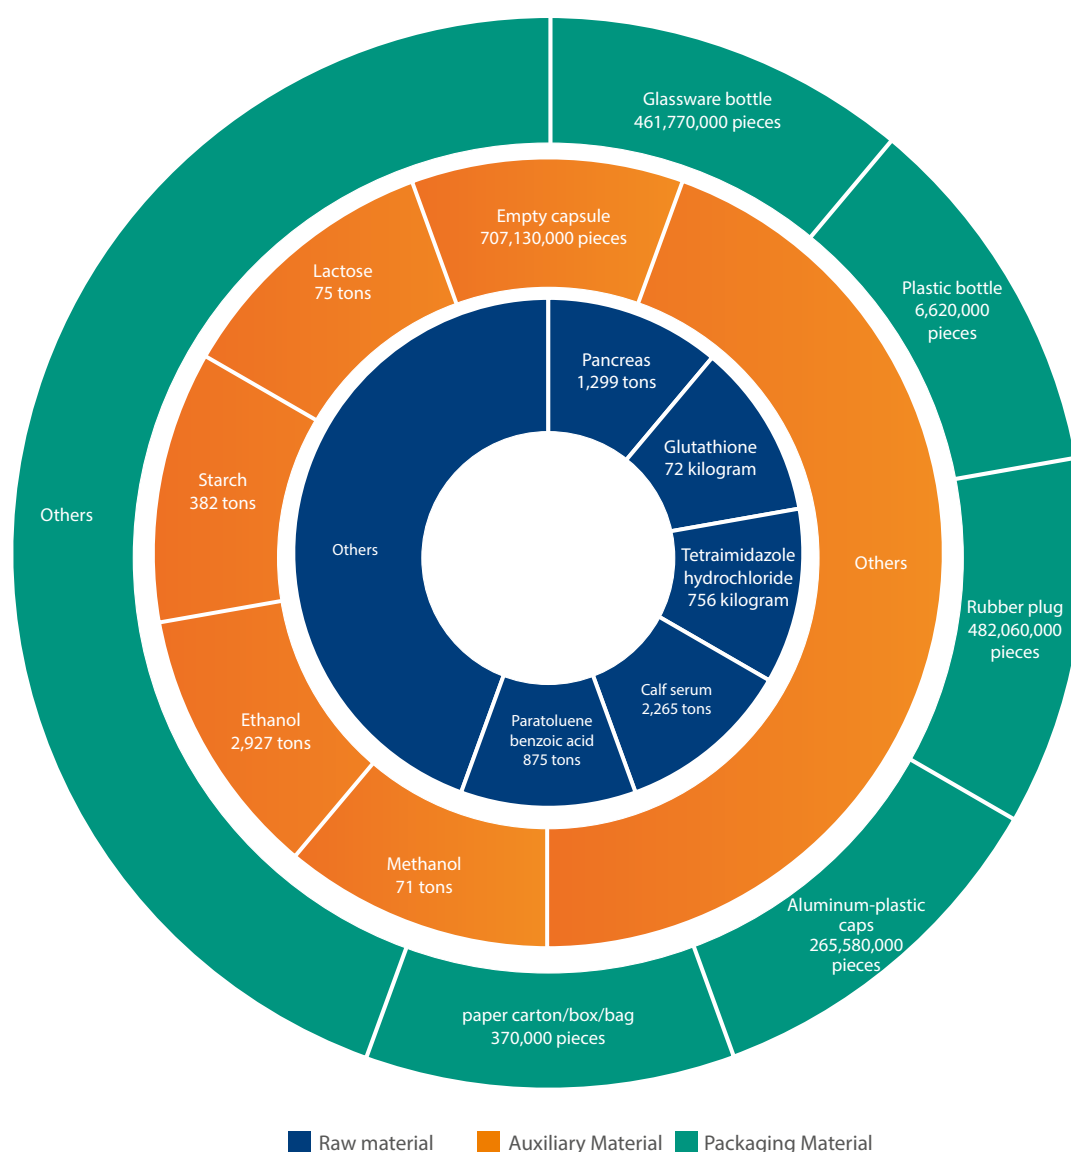 Glassware bottle
461,770,000 pieces
Plastic bottle
6,620,000
pieces
Rubber plug
482,060,000
pieces
Aluminum-plastic
caps
265,580,000
pieces
paper carton/box/bag
370,000 pieces
Others
Empty capsule
707,130,000 pieces
Others
Methanol
71 tons
Ethanol
2,927 tons
Starch
382 tons
Lactose
75 tons
Pancreas
1,299 tons
Glutathione
72 kilogram
Tetraimidazole
hydrochloride
756 kilogram
Calf serum
2,265 tons
Paratoluene
benzoic acid
875 tons
Others
Raw material
Auxiliary Material
Packaging Material